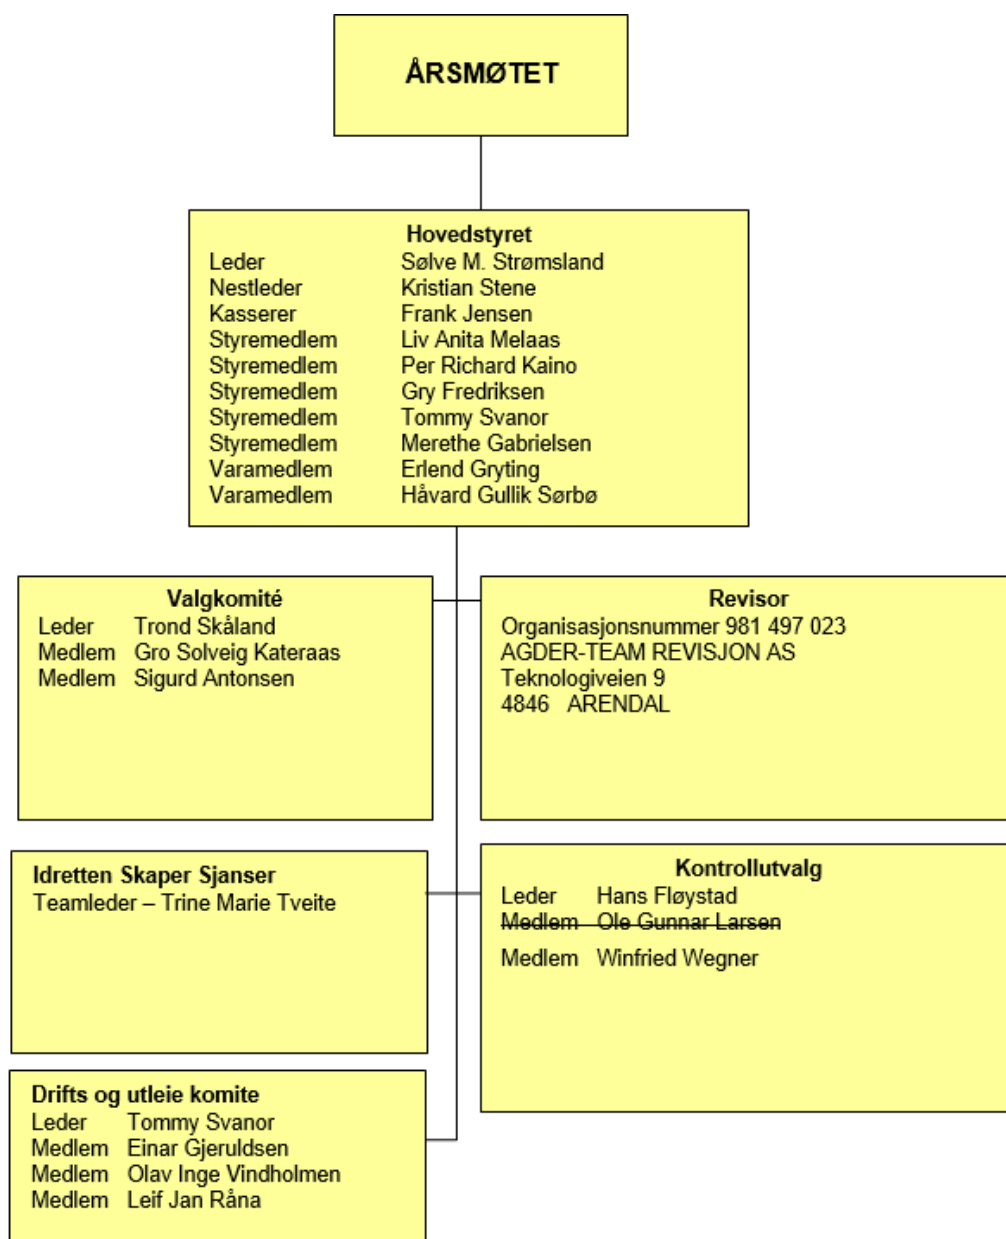 ÅRSMØTET
Hovedstyret
Leder Sølve M. Strømsland
Nestleder Kristian Stene
Kasserer Frank Jensen
Styremedlem Liv Anita Melaas
Styremedlem Per Richard Kaino
Styremedlem Gry Fredriksen
Styremedlem Tommy Svanor
Styremedlem Merethe Gabrielsen
Varamedlem Erlend Gryting
Varamedlem Håvard Gullik Sørbø
Valgkomité
Leder Trond Skåland
Medlem Gro Solveig Kateraas
Medlem Sigurd Antonsen
Revisor
Organisasjonsnummer 981 497 023
AGDER-TEAM REVISJON AS
Teknologiveien 9
4846 ARENDAL
Idretten Skaper Sjanser
Teamleder – Trine Marie Tveite
Kontrollutvalg
Leder Hans Fløystad
Medlem Ole Gunnar Larsen
Medlem Winfried Wegner
Drifts og utleie komite
Leder Tommy Svanor
Medlem Einar Gjeruldsen
Medlem Olav Inge Vindholmen
Medlem Leif Jan Råna